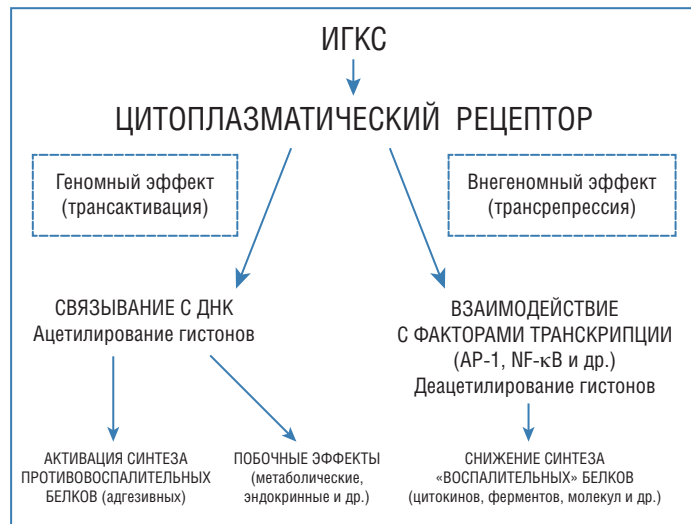 ИГКС
ЦИТОПЛАЗМАТИЧЕСКИЙ РЕЦЕПТОР
Геномный эффект
(трансактивация)
Внегеномный эффект
(трансрепрессия)
СВЯЗЫВАНИЕ С ДНК
Ацетилирование гистонов
ВЗАИМОДЕЙСТВИЕ
С ФАКТОРАМИ ТРАНСКРИПЦИИ
(AP-1, NF-κB и др.)
Деацетилирование гистонов
АКТИВАЦИЯ СИНТЕЗА
ПРОТИВОВОСПАЛИТЕЛЬНЫХ
БЕЛКОВ (адгезивных)
ПОБОЧНЫЕ ЭФФЕКТЫ
(метаболические,
эндокринные и др.)
СНИЖЕНИЕ СИНТЕЗА
«ВОСПАЛИТЕЛЬНЫХ» БЕЛКОВ
(цитокинов, ферментов, молекул и др.)